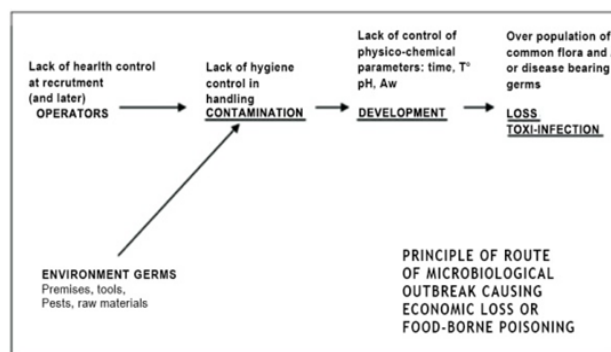 Lack of hearlth control
at recrutment
(and later)
OPERATORS
Lack of hygiene
control in
handling
CONTAMINATION
Lack of control of
physico-chemical
parameters: time, T°
pH, Aw
DEVELOPMENT
Over population of
common flora and
or disease bearing
germs
LOSS
TOXI-INFECTION
ENVIRONMENT GERMS
Premises, tools,
Pests, raw materials
PRINCIPLE OF ROUTE
OF MICROBIOLOGICAL
OUTBREAK CAUSING
ECONOMIC LOSS OR
FOOD-BORNE POISONING